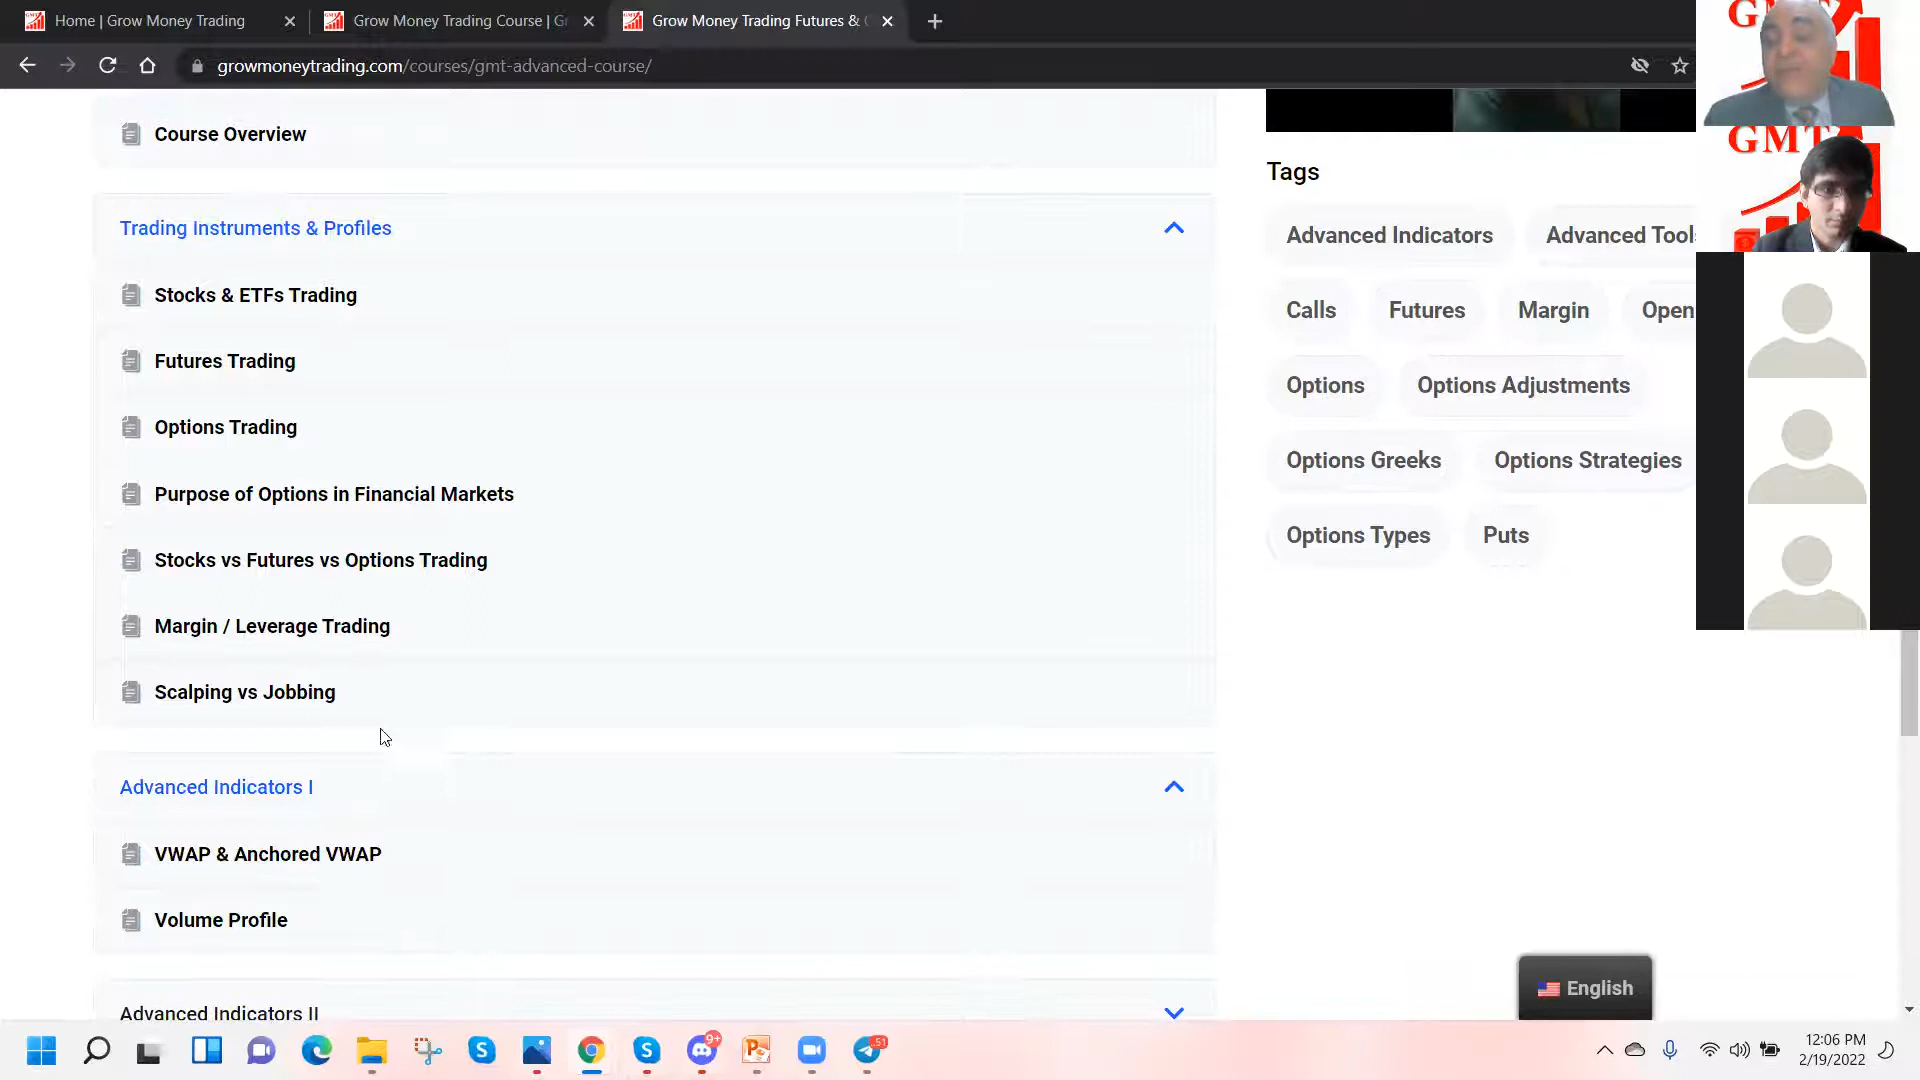 Home | Grow Money Trading
Grow Money Trading Course | G
Grow Money Trading Futures &
growmoneytrading.com/courses/gmt-advanced-course/
GMT
Course Overview
Tags
Trading Instruments & Profiles
Advanced Indicators
Advanced Tool
Stocks & ETFs Trading
Calls
Futures
Margin
Open
Futures Trading
Options
Options Adjustments
Options Trading
Options Greeks
Options Strategies
Purpose of Options in Financial Markets
Options Types
Puts
Stocks vs Futures vs Options Trading
Margin / Leverage Trading
Scalping vs Jobbing
Advanced Indicators I
VWAP & Anchored VWAP
Volume Profile
English
Advanced Indicators II
9+
51
12:06 PM
2/19/2022